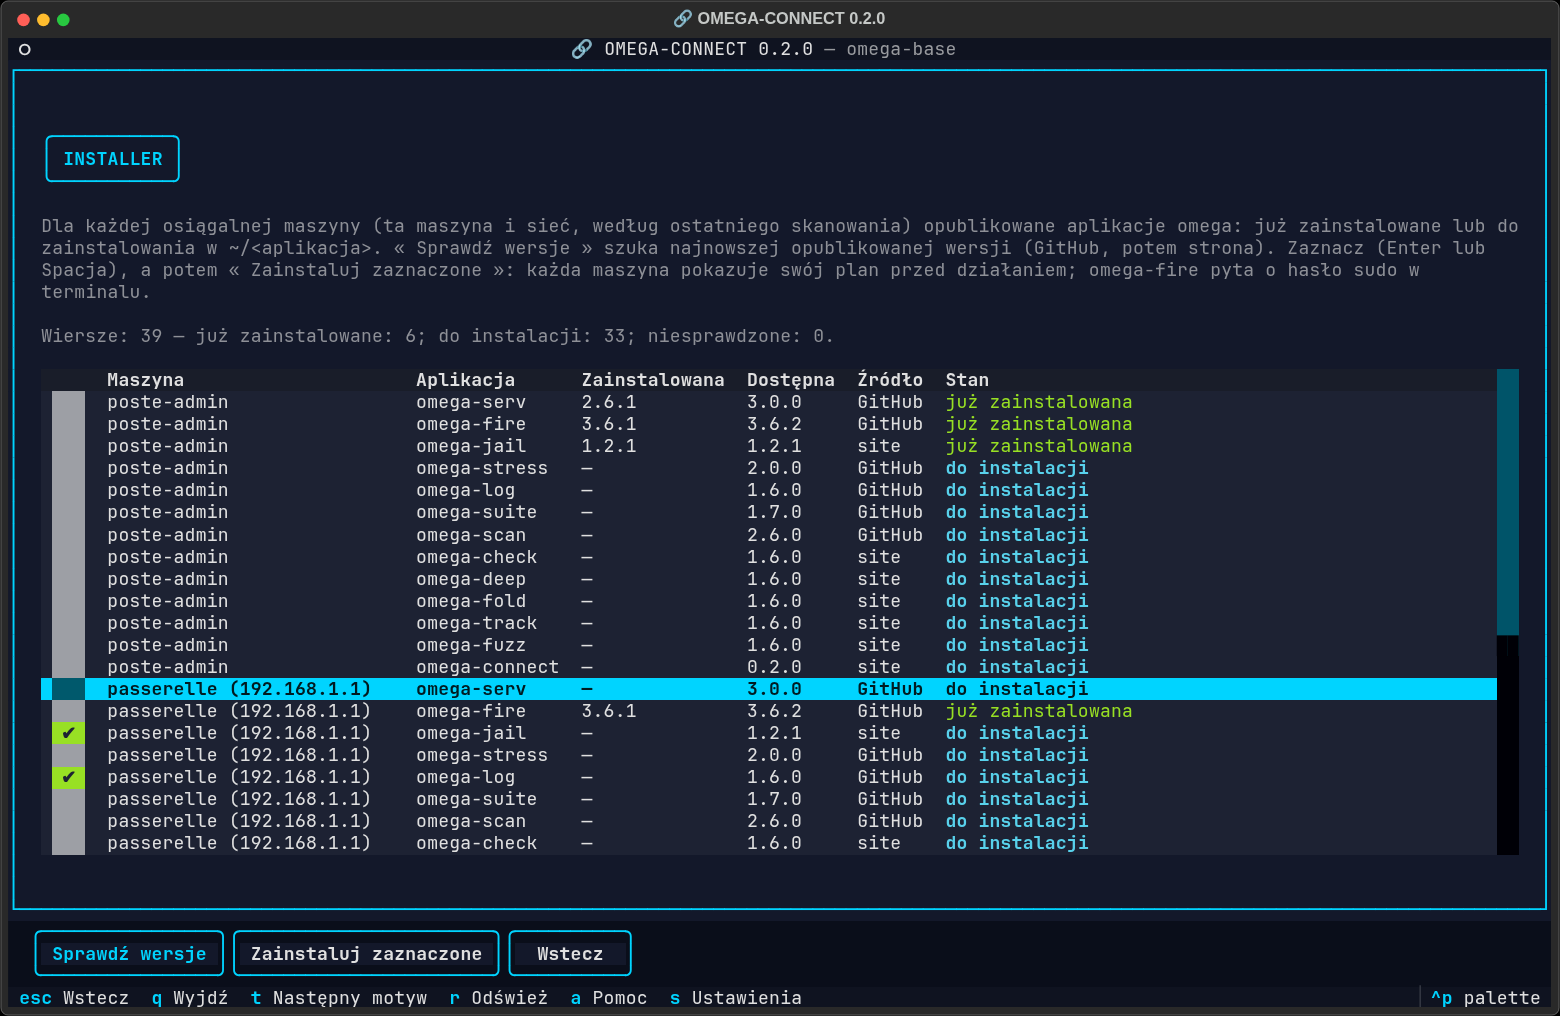 🔗 OMEGA-CONNECT 0.2.0
🔗 OMEGA-CONNECT 0.2.0 — omega-base
INSTALLER
Dla każdej osiągalnej maszyny (ta maszyna i sieć, według ostatniego skanowania) opublikowane aplikacje omega: już zainstalowane lub do
zainstalowania w ~/<aplikacja>. « Sprawdź wersje » szuka najnowszej opublikowanej wersji (GitHub, potem strona). Zaznacz (Enter lub
Spacja), a potem « Zainstaluj zaznaczone »: każda maszyna pokazuje swój plan przed działaniem; omega-fire pyta o hasło sudo w
terminalu.
Wiersze: 39 — już zainstalowane: 6; do instalacji: 33; niesprawdzone: 0.
Maszyna Aplikacja Zainstalowana Dostępna Źródło Stan
poste-admin omega-serv 2.6.1 3.0.0 GitHub już zainstalowana
poste-admin omega-fire 3.6.1 3.6.2 GitHub już zainstalowana
poste-admin omega-jail 1.2.1 1.2.1 site już zainstalowana
poste-admin omega-stress — 2.0.0 GitHub do instalacji
poste-admin omega-log — 1.6.0 GitHub do instalacji
poste-admin omega-suite — 1.7.0 GitHub do instalacji
poste-admin omega-scan — 2.6.0 GitHub do instalacji
poste-admin omega-check — 1.6.0 site do instalacji
poste-admin omega-deep — 1.6.0 site do instalacji
poste-admin omega-fold — 1.6.0 site do instalacji
poste-admin omega-track — 1.6.0 site do instalacji
poste-admin omega-fuzz — 1.6.0 site do instalacji
poste-admin omega-connect — 0.2.0 site do instalacji
passerelle (192.168.1.1) omega-serv — 3.0.0 GitHub do instalacji
passerelle (192.168.1.1) omega-fire 3.6.1 3.6.2 GitHub już zainstalowana
✔ passerelle (192.168.1.1) omega-jail — 1.2.1 site do instalacji
passerelle (192.168.1.1) omega-stress — 2.0.0 GitHub do instalacji
✔ passerelle (192.168.1.1) omega-log — 1.6.0 GitHub do instalacji
passerelle (192.168.1.1) omega-suite — 1.7.0 GitHub do instalacji
passerelle (192.168.1.1) omega-scan — 2.6.0 GitHub do instalacji
passerelle (192.168.1.1) omega-check — 1.6.0 site do instalacji
Sprawdź wersje Zainstaluj zaznaczone Wstecz
esc Wstecz q Wyjdź t Następny motyw r Odśwież a Pomoc s Ustawienia ^p palette